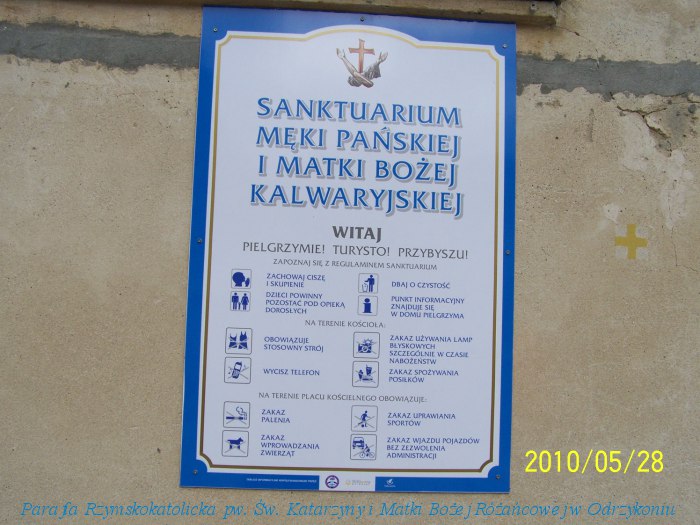 SANKTUARIUM
MĘKI PAŃSKIEJ
I MATKI BOŻEJ
KALWARYJSKIEJ
WITAJ
PIELGRZYMIE! TURYSTO! PRZYBYSZU!
ZAPOZNAJ SIĘ Z REGULAMINEM SANKTUARIUM
ZACHOWAJ CISZĘ
I SKUPIENIE
DBAJ O CZYSTOŚĆ
DZIECI POWINNY
POZOSTAĆ POD OPIEKĄ
DOROSŁYCH
PUNKT INFORMACYJNY
ZNAJDUJE SIĘ
W DOMU PIELGRZYMA
NA TERENIE KOŚCIOŁA:
OBOWIĄZUJE
STOSOWNY STRÓJ
ZAKAZ UŻYWANIA LAMP
BŁYSKOWYCH
SZCZEGÓLNIE W CZASIE
NABOŻEŃSTW
WYCISZ TELEFON
ZAKAZ SPOŻYWANIA
POSIŁKÓW
NA TERENIE PLACU KOŚCIELNEGO OBOWIĄZUJE:
ZAKAZ
PALENIA
ZAKAZ UPRAWIANIA
SPORTÓW
ZAKAZ
WPROWADZANIA
ZWIERZĄT
ZAKAZ WJAZDU POJAZDÓW
BEZ ZEZWOLENIA
ADMINISTRACJI
2010/05/28
Parafia Rzymskokatolicka pw. Św. Katarzyny i Matki Bożej Różańcowej w Odrzykoniu